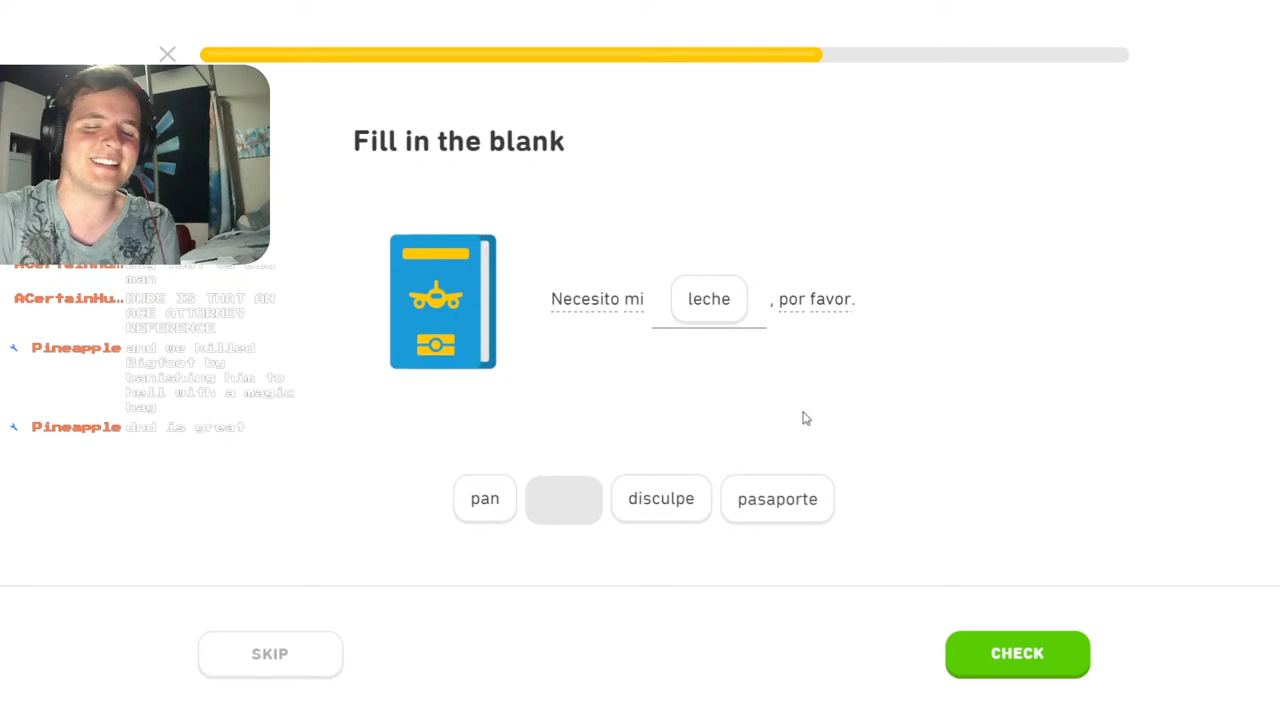 Fill in the blank
man
ACertainHu… DUDE IS THAT AN
ACE ATTORNEY
REFERENCE
Pineapple and we killed
Bigfoot by
banishing him to
hell with a magic
bag
Pineapple dnd is great
Necesito mi leche , por favor.
pan disculpe pasaporte
SKIP CHECK